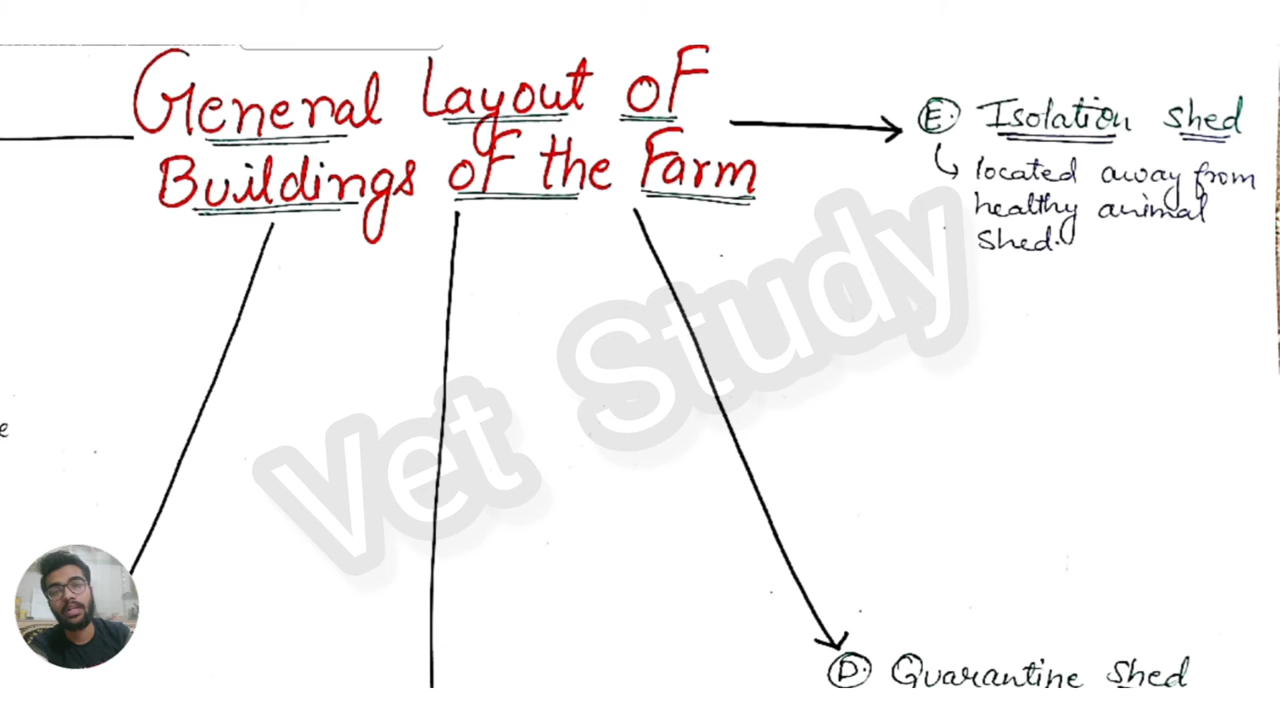 General Layout of
Buildings of the Farm
E. Isolation shed
located away from
healthy animal
shed.
Vet Study
e
D. Quarantine shed